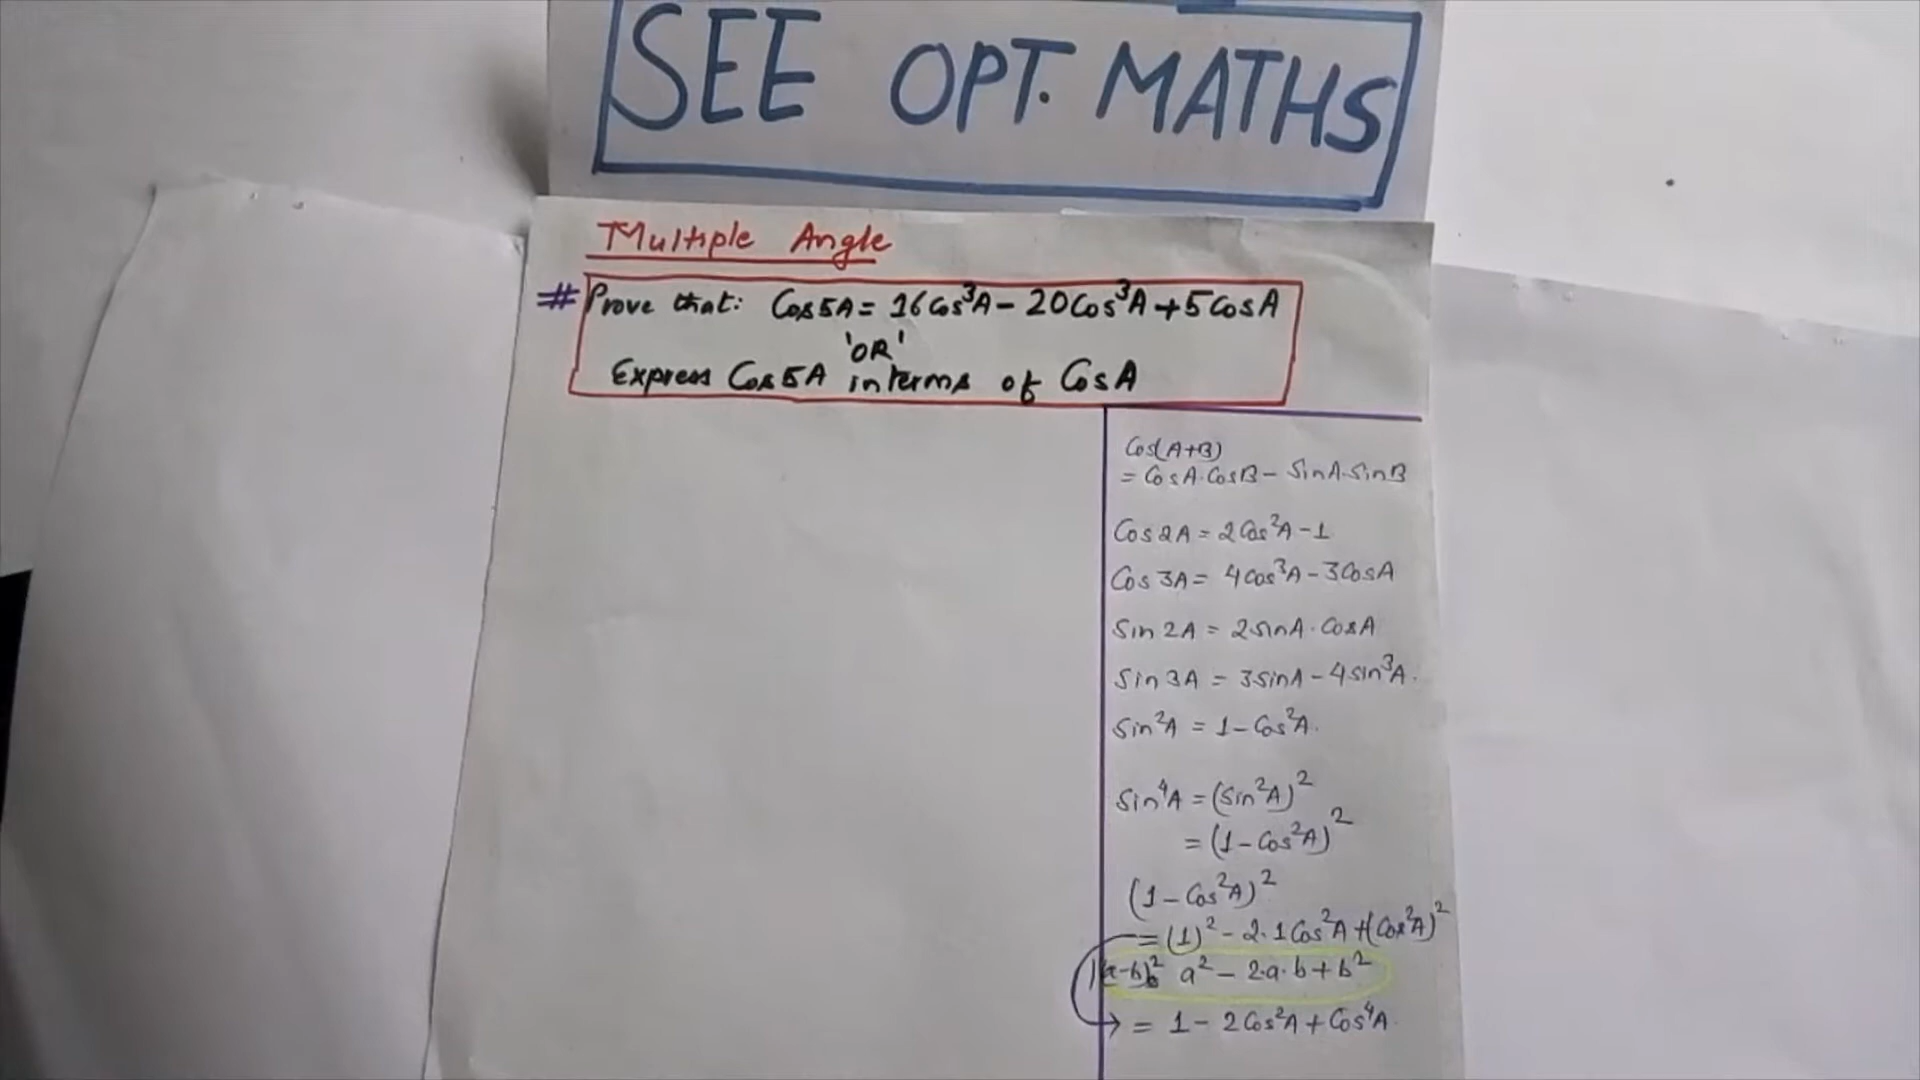 SEE OPT. MATHS
Multiple Angle
# Prove that: Cos5A = 16Cos³A - 20Cos³A + 5CosA
'OR'
Express Cos5A interms of CosA
Cos(A+B)
= CosA.CosB - SinA.SinB
Cos2A = 2Cos²A - 1
Cos3A = 4Cos³A - 3CosA
Sin2A = 2SinA.CosA
Sin3A = 3SinA - 4Sin³A.
Sin²A = 1 - Cos²A.
Sin⁴A = (Sin²A)²
= (1 - Cos²A)²
(1 - Cos²A)²
= (1)² - 2.1Cos²A + (Cos²A)²
(a-b)² a² - 2.a.b + b²
→ = 1 - 2Cos²A + Cos⁴A.